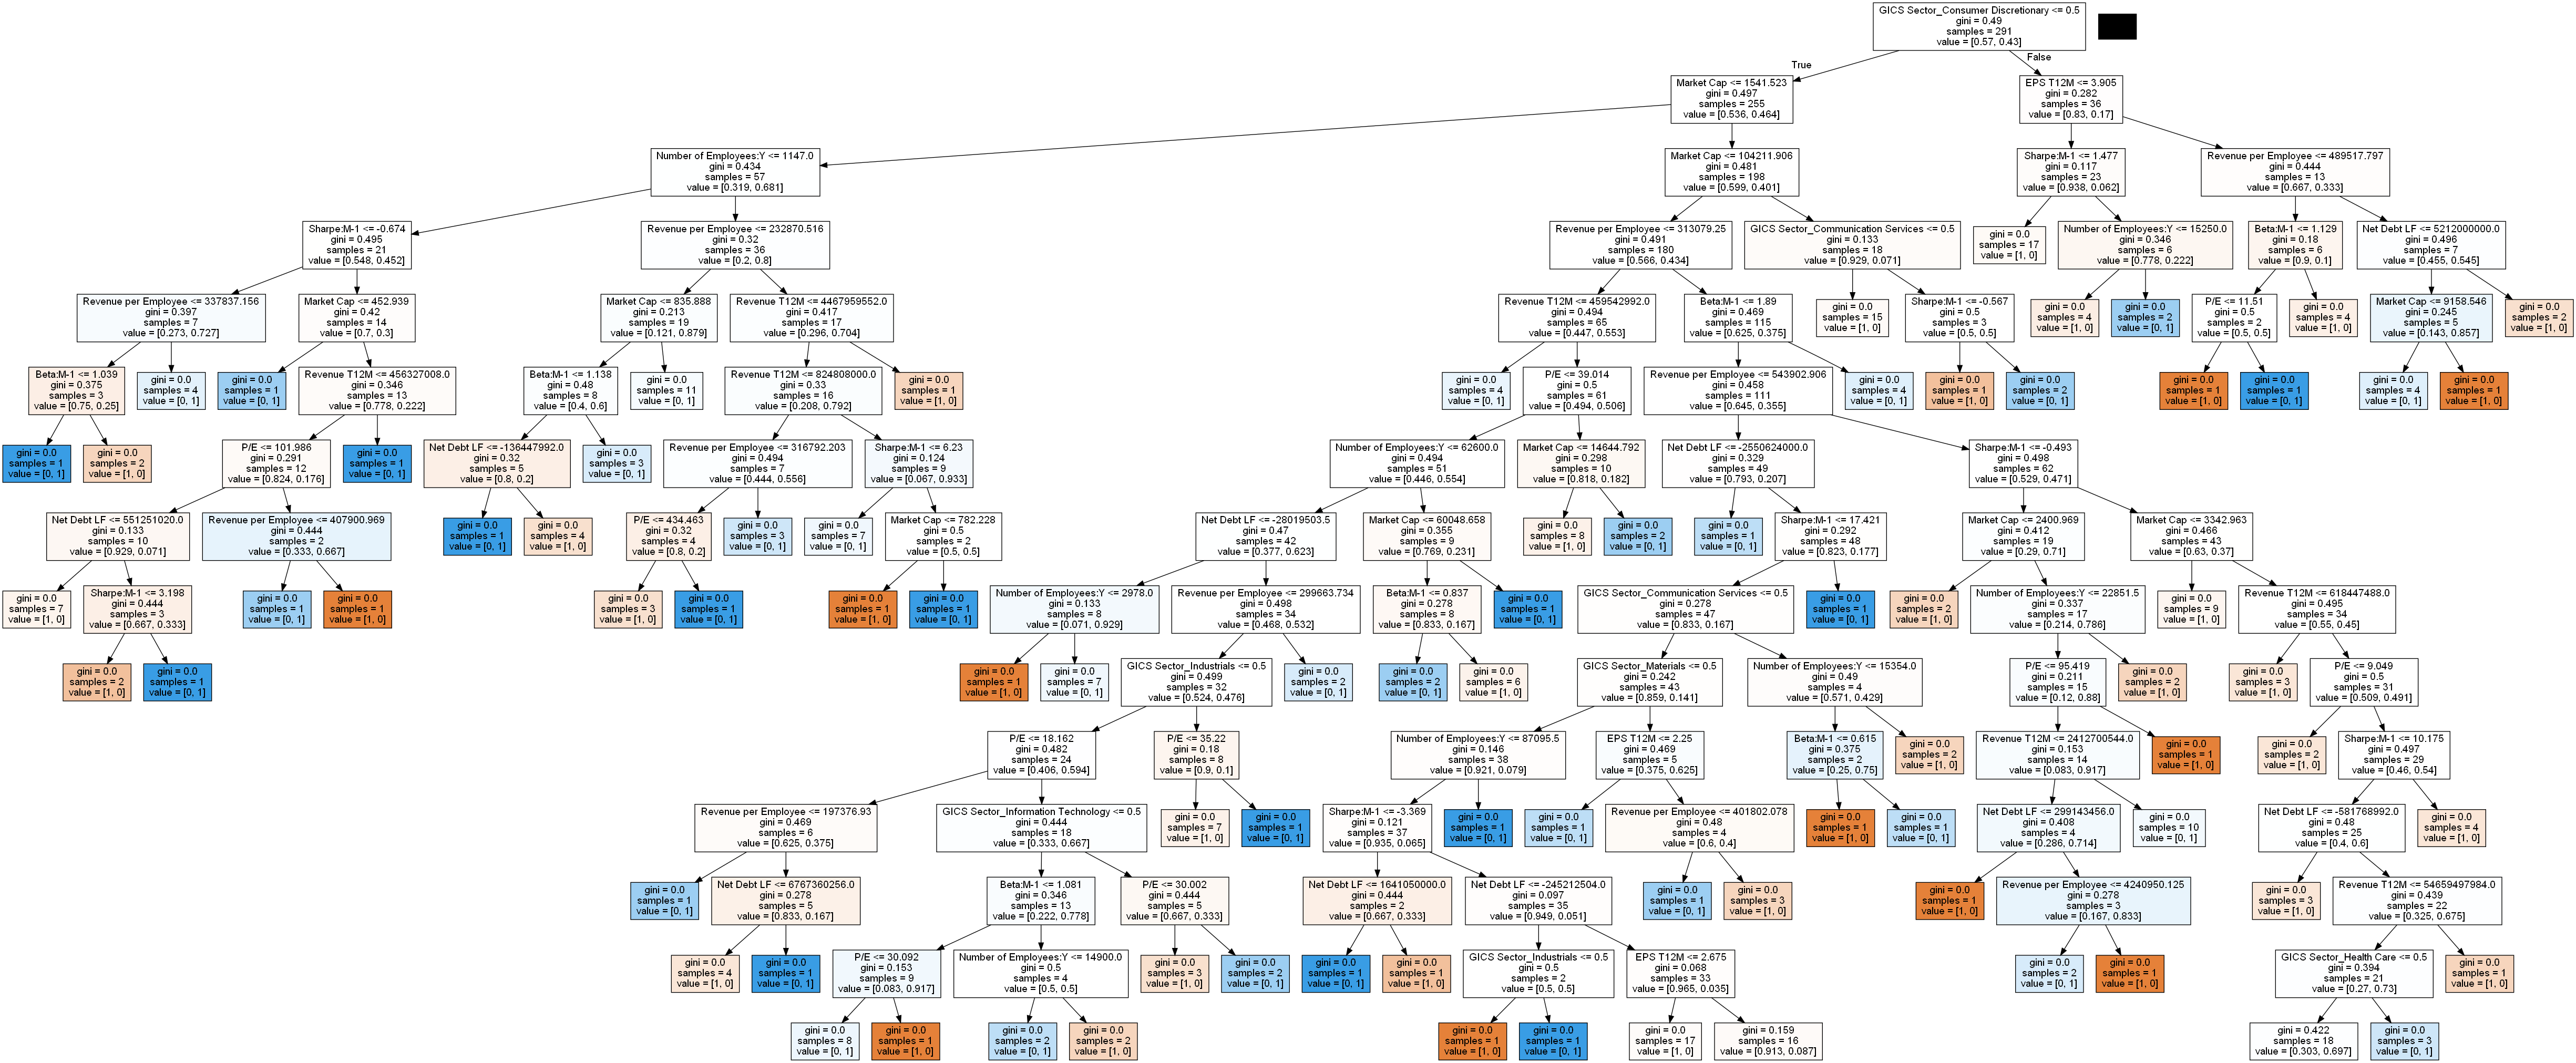 GICS Sector_Consumer Discretionary <= 0.5
gini = 0.49
samples = 291
value = [0.57, 0.43]
True
False
Market Cap <= 1541.523
gini = 0.497
samples = 255
value = [0.536, 0.464]
EPS T12M <= 3.905
gini = 0.282
samples = 36
value = [0.83, 0.17]
Number of Employees:Y <= 1147.0
gini = 0.434
samples = 57
value = [0.319, 0.681]
Market Cap <= 104211.906
gini = 0.481
samples = 198
value = [0.599, 0.401]
Sharpe:M-1 <= 1.477
gini = 0.117
samples = 23
value = [0.938, 0.062]
Revenue per Employee <= 489517.797
gini = 0.444
samples = 13
value = [0.667, 0.333]
Sharpe:M-1 <= -0.674
gini = 0.495
samples = 21
value = [0.548, 0.452]
Revenue per Employee <= 232870.516
gini = 0.32
samples = 36
value = [0.2, 0.8]
Revenue per Employee <= 313079.25
gini = 0.491
samples = 180
value = [0.566, 0.434]
GICS Sector_Communication Services <= 0.5
gini = 0.133
samples = 18
value = [0.929, 0.071]
gini = 0.0
samples = 17
value = [1, 0]
Number of Employees:Y <= 15250.0
gini = 0.346
samples = 6
value = [0.778, 0.222]
Beta:M-1 <= 1.129
gini = 0.18
samples = 6
value = [0.9, 0.1]
Net Debt LF <= 5212000000.0
gini = 0.496
samples = 7
value = [0.455, 0.545]
Revenue per Employee <= 337837.156
gini = 0.397
samples = 7
value = [0.273, 0.727]
Market Cap <= 452.939
gini = 0.42
samples = 14
value = [0.7, 0.3]
Market Cap <= 835.888
gini = 0.213
samples = 19
value = [0.121, 0.879]
Revenue T12M <= 4467959552.0
gini = 0.417
samples = 17
value = [0.296, 0.704]
Revenue T12M <= 459542992.0
gini = 0.494
samples = 65
value = [0.447, 0.553]
Beta:M-1 <= 1.89
gini = 0.469
samples = 115
value = [0.625, 0.375]
gini = 0.0
samples = 15
value = [1, 0]
Sharpe:M-1 <= -0.567
gini = 0.5
samples = 3
value = [0.5, 0.5]
gini = 0.0
samples = 4
value = [1, 0]
gini = 0.0
samples = 2
value = [0, 1]
P/E <= 11.51
gini = 0.5
samples = 2
value = [0.5, 0.5]
gini = 0.0
samples = 4
value = [1, 0]
Market Cap <= 9158.546
gini = 0.245
samples = 5
value = [0.143, 0.857]
gini = 0.0
samples = 2
value = [1, 0]
Beta:M-1 <= 1.039
gini = 0.375
samples = 3
value = [0.75, 0.25]
gini = 0.0
samples = 4
value = [0, 1]
gini = 0.0
samples = 1
value = [0, 1]
Revenue T12M <= 456327008.0
gini = 0.346
samples = 13
value = [0.778, 0.222]
Beta:M-1 <= 1.138
gini = 0.48
samples = 8
value = [0.4, 0.6]
gini = 0.0
samples = 11
value = [0, 1]
Revenue T12M <= 824808000.0
gini = 0.33
samples = 16
value = [0.208, 0.792]
gini = 0.0
samples = 1
value = [1, 0]
gini = 0.0
samples = 4
value = [0, 1]
P/E <= 39.014
gini = 0.5
samples = 61
value = [0.494, 0.506]
Revenue per Employee <= 543902.906
gini = 0.458
samples = 111
value = [0.645, 0.355]
gini = 0.0
samples = 4
value = [0, 1]
gini = 0.0
samples = 1
value = [1, 0]
gini = 0.0
samples = 2
value = [0, 1]
gini = 0.0
samples = 1
value = [1, 0]
gini = 0.0
samples = 1
value = [0, 1]
gini = 0.0
samples = 4
value = [0, 1]
gini = 0.0
samples = 1
value = [1, 0]
gini = 0.0
samples = 1
value = [0, 1]
gini = 0.0
samples = 2
value = [1, 0]
P/E <= 101.986
gini = 0.291
samples = 12
value = [0.824, 0.176]
gini = 0.0
samples = 1
value = [0, 1]
Net Debt LF <= -136447992.0
gini = 0.32
samples = 5
value = [0.8, 0.2]
gini = 0.0
samples = 3
value = [0, 1]
Revenue per Employee <= 316792.203
gini = 0.494
samples = 7
value = [0.444, 0.556]
Sharpe:M-1 <= 6.23
gini = 0.124
samples = 9
value = [0.067, 0.933]
Number of Employees:Y <= 62600.0
gini = 0.494
samples = 51
value = [0.446, 0.554]
Market Cap <= 14644.792
gini = 0.298
samples = 10
value = [0.818, 0.182]
Net Debt LF <= -2550624000.0
gini = 0.329
samples = 49
value = [0.793, 0.207]
Sharpe:M-1 <= -0.493
gini = 0.498
samples = 62
value = [0.529, 0.471]
Net Debt LF <= 551251020.0
gini = 0.133
samples = 10
value = [0.929, 0.071]
Revenue per Employee <= 407900.969
gini = 0.444
samples = 2
value = [0.333, 0.667]
gini = 0.0
samples = 1
value = [0, 1]
gini = 0.0
samples = 4
value = [1, 0]
P/E <= 434.463
gini = 0.32
samples = 4
value = [0.8, 0.2]
gini = 0.0
samples = 3
value = [0, 1]
gini = 0.0
samples = 7
value = [0, 1]
Market Cap <= 782.228
gini = 0.5
samples = 2
value = [0.5, 0.5]
Net Debt LF <= -28019503.5
gini = 0.47
samples = 42
value = [0.377, 0.623]
Market Cap <= 60048.658
gini = 0.355
samples = 9
value = [0.769, 0.231]
gini = 0.0
samples = 8
value = [1, 0]
gini = 0.0
samples = 2
value = [0, 1]
gini = 0.0
samples = 1
value = [0, 1]
Sharpe:M-1 <= 17.421
gini = 0.292
samples = 48
value = [0.823, 0.177]
Market Cap <= 2400.969
gini = 0.412
samples = 19
value = [0.29, 0.71]
Market Cap <= 3342.963
gini = 0.466
samples = 43
value = [0.63, 0.37]
gini = 0.0
samples = 7
value = [1, 0]
Sharpe:M-1 <= 3.198
gini = 0.444
samples = 3
value = [0.667, 0.333]
gini = 0.0
samples = 1
value = [0, 1]
gini = 0.0
samples = 1
value = [1, 0]
gini = 0.0
samples = 3
value = [1, 0]
gini = 0.0
samples = 1
value = [0, 1]
gini = 0.0
samples = 1
value = [1, 0]
gini = 0.0
samples = 1
value = [0, 1]
Number of Employees:Y <= 2978.0
gini = 0.133
samples = 8
value = [0.071, 0.929]
Revenue per Employee <= 299663.734
gini = 0.498
samples = 34
value = [0.468, 0.532]
Beta:M-1 <= 0.837
gini = 0.278
samples = 8
value = [0.833, 0.167]
gini = 0.0
samples = 1
value = [0, 1]
GICS Sector_Communication Services <= 0.5
gini = 0.278
samples = 47
value = [0.833, 0.167]
gini = 0.0
samples = 1
value = [0, 1]
gini = 0.0
samples = 2
value = [1, 0]
Number of Employees:Y <= 22851.5
gini = 0.337
samples = 17
value = [0.214, 0.786]
gini = 0.0
samples = 9
value = [1, 0]
Revenue T12M <= 618447488.0
gini = 0.495
samples = 34
value = [0.55, 0.45]
gini = 0.0
samples = 2
value = [1, 0]
gini = 0.0
samples = 1
value = [0, 1]
gini = 0.0
samples = 1
value = [1, 0]
gini = 0.0
samples = 7
value = [0, 1]
GICS Sector_Industrials <= 0.5
gini = 0.499
samples = 32
value = [0.524, 0.476]
gini = 0.0
samples = 2
value = [0, 1]
gini = 0.0
samples = 2
value = [0, 1]
gini = 0.0
samples = 6
value = [1, 0]
GICS Sector_Materials <= 0.5
gini = 0.242
samples = 43
value = [0.859, 0.141]
Number of Employees:Y <= 15354.0
gini = 0.49
samples = 4
value = [0.571, 0.429]
P/E <= 95.419
gini = 0.211
samples = 15
value = [0.12, 0.88]
gini = 0.0
samples = 2
value = [1, 0]
gini = 0.0
samples = 3
value = [1, 0]
P/E <= 9.049
gini = 0.5
samples = 31
value = [0.509, 0.491]
P/E <= 18.162
gini = 0.482
samples = 24
value = [0.406, 0.594]
P/E <= 35.22
gini = 0.18
samples = 8
value = [0.9, 0.1]
Number of Employees:Y <= 87095.5
gini = 0.146
samples = 38
value = [0.921, 0.079]
EPS T12M <= 2.25
gini = 0.469
samples = 5
value = [0.375, 0.625]
Beta:M-1 <= 0.615
gini = 0.375
samples = 2
value = [0.25, 0.75]
gini = 0.0
samples = 2
value = [1, 0]
Revenue T12M <= 2412700544.0
gini = 0.153
samples = 14
value = [0.083, 0.917]
gini = 0.0
samples = 1
value = [1, 0]
gini = 0.0
samples = 2
value = [1, 0]
Sharpe:M-1 <= 10.175
gini = 0.497
samples = 29
value = [0.46, 0.54]
Revenue per Employee <= 197376.93
gini = 0.469
samples = 6
value = [0.625, 0.375]
GICS Sector_Information Technology <= 0.5
gini = 0.444
samples = 18
value = [0.333, 0.667]
gini = 0.0
samples = 7
value = [1, 0]
gini = 0.0
samples = 1
value = [0, 1]
Sharpe:M-1 <= -3.369
gini = 0.121
samples = 37
value = [0.935, 0.065]
gini = 0.0
samples = 1
value = [0, 1]
gini = 0.0
samples = 1
value = [0, 1]
Revenue per Employee <= 401802.078
gini = 0.48
samples = 4
value = [0.6, 0.4]
gini = 0.0
samples = 1
value = [1, 0]
gini = 0.0
samples = 1
value = [0, 1]
Net Debt LF <= 299143456.0
gini = 0.408
samples = 4
value = [0.286, 0.714]
gini = 0.0
samples = 10
value = [0, 1]
Net Debt LF <= -581768992.0
gini = 0.48
samples = 25
value = [0.4, 0.6]
gini = 0.0
samples = 4
value = [1, 0]
gini = 0.0
samples = 1
value = [0, 1]
Net Debt LF <= 6767360256.0
gini = 0.278
samples = 5
value = [0.833, 0.167]
Beta:M-1 <= 1.081
gini = 0.346
samples = 13
value = [0.222, 0.778]
P/E <= 30.002
gini = 0.444
samples = 5
value = [0.667, 0.333]
Net Debt LF <= 1641050000.0
gini = 0.444
samples = 2
value = [0.667, 0.333]
Net Debt LF <= -245212504.0
gini = 0.097
samples = 35
value = [0.949, 0.051]
gini = 0.0
samples = 1
value = [0, 1]
gini = 0.0
samples = 3
value = [1, 0]
gini = 0.0
samples = 1
value = [1, 0]
Revenue per Employee <= 4240950.125
gini = 0.278
samples = 3
value = [0.167, 0.833]
gini = 0.0
samples = 3
value = [1, 0]
Revenue T12M <= 54659497984.0
gini = 0.439
samples = 22
value = [0.325, 0.675]
gini = 0.0
samples = 4
value = [1, 0]
gini = 0.0
samples = 1
value = [0, 1]
P/E <= 30.092
gini = 0.153
samples = 9
value = [0.083, 0.917]
Number of Employees:Y <= 14900.0
gini = 0.5
samples = 4
value = [0.5, 0.5]
gini = 0.0
samples = 3
value = [1, 0]
gini = 0.0
samples = 2
value = [0, 1]
gini = 0.0
samples = 1
value = [0, 1]
gini = 0.0
samples = 1
value = [1, 0]
GICS Sector_Industrials <= 0.5
gini = 0.5
samples = 2
value = [0.5, 0.5]
EPS T12M <= 2.675
gini = 0.068
samples = 33
value = [0.965, 0.035]
gini = 0.0
samples = 2
value = [0, 1]
gini = 0.0
samples = 1
value = [1, 0]
GICS Sector_Health Care <= 0.5
gini = 0.394
samples = 21
value = [0.27, 0.73]
gini = 0.0
samples = 1
value = [1, 0]
gini = 0.0
samples = 8
value = [0, 1]
gini = 0.0
samples = 1
value = [1, 0]
gini = 0.0
samples = 2
value = [0, 1]
gini = 0.0
samples = 2
value = [1, 0]
gini = 0.0
samples = 1
value = [1, 0]
gini = 0.0
samples = 1
value = [0, 1]
gini = 0.0
samples = 17
value = [1, 0]
gini = 0.159
samples = 16
value = [0.913, 0.087]
gini = 0.422
samples = 18
value = [0.303, 0.697]
gini = 0.0
samples = 3
value = [0, 1]